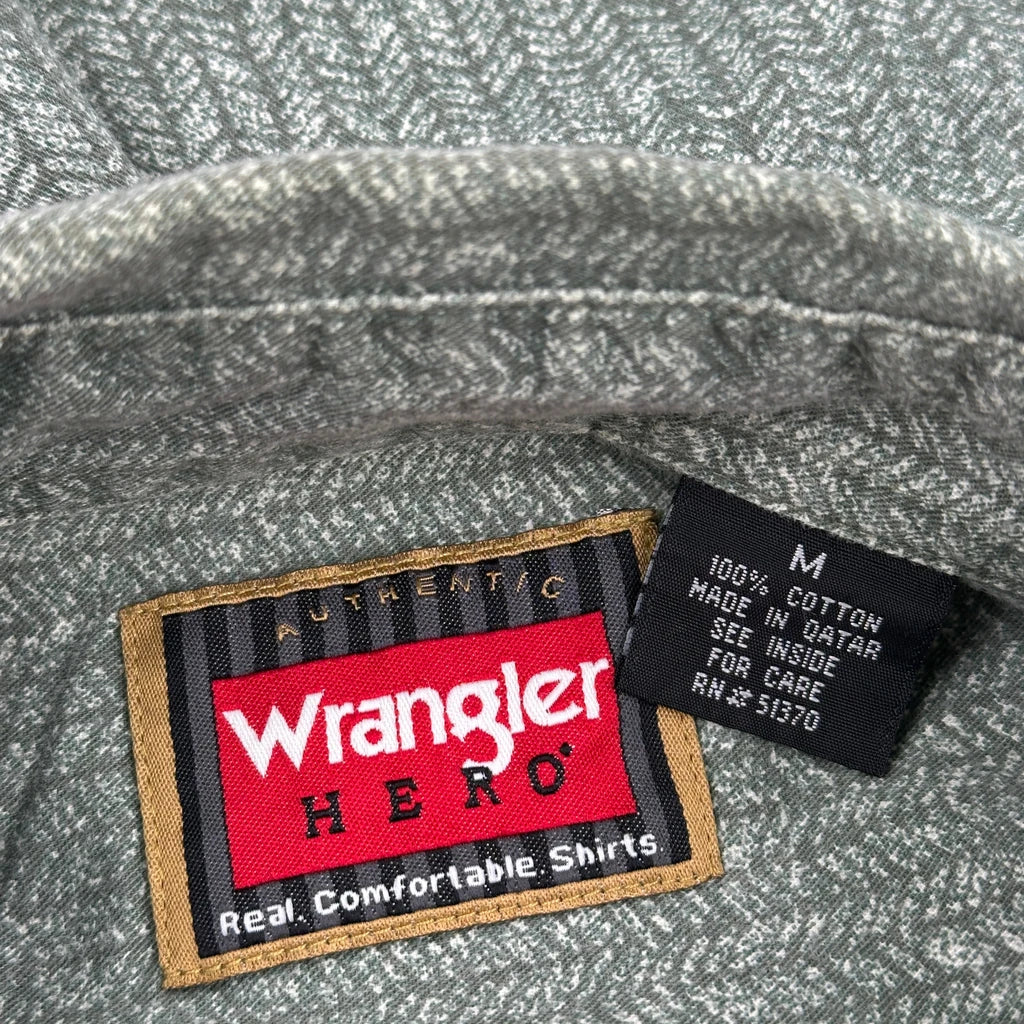 AUTHENTIC
Wrangler
HERO
Real. Comfortable. Shirts.
M
100% COTTON
MADE IN QATAR
SEE INSIDE
FOR CARE
RN# 51370